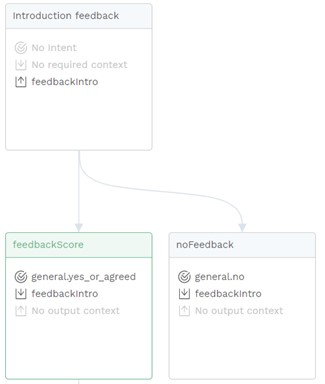 Introduction feedback
No Intent
No required context
feedbackIntro
feedbackScore
general.yes_or_agreed
feedbackIntro
No output context
noFeedback
general.no
feedbackIntro
No output context